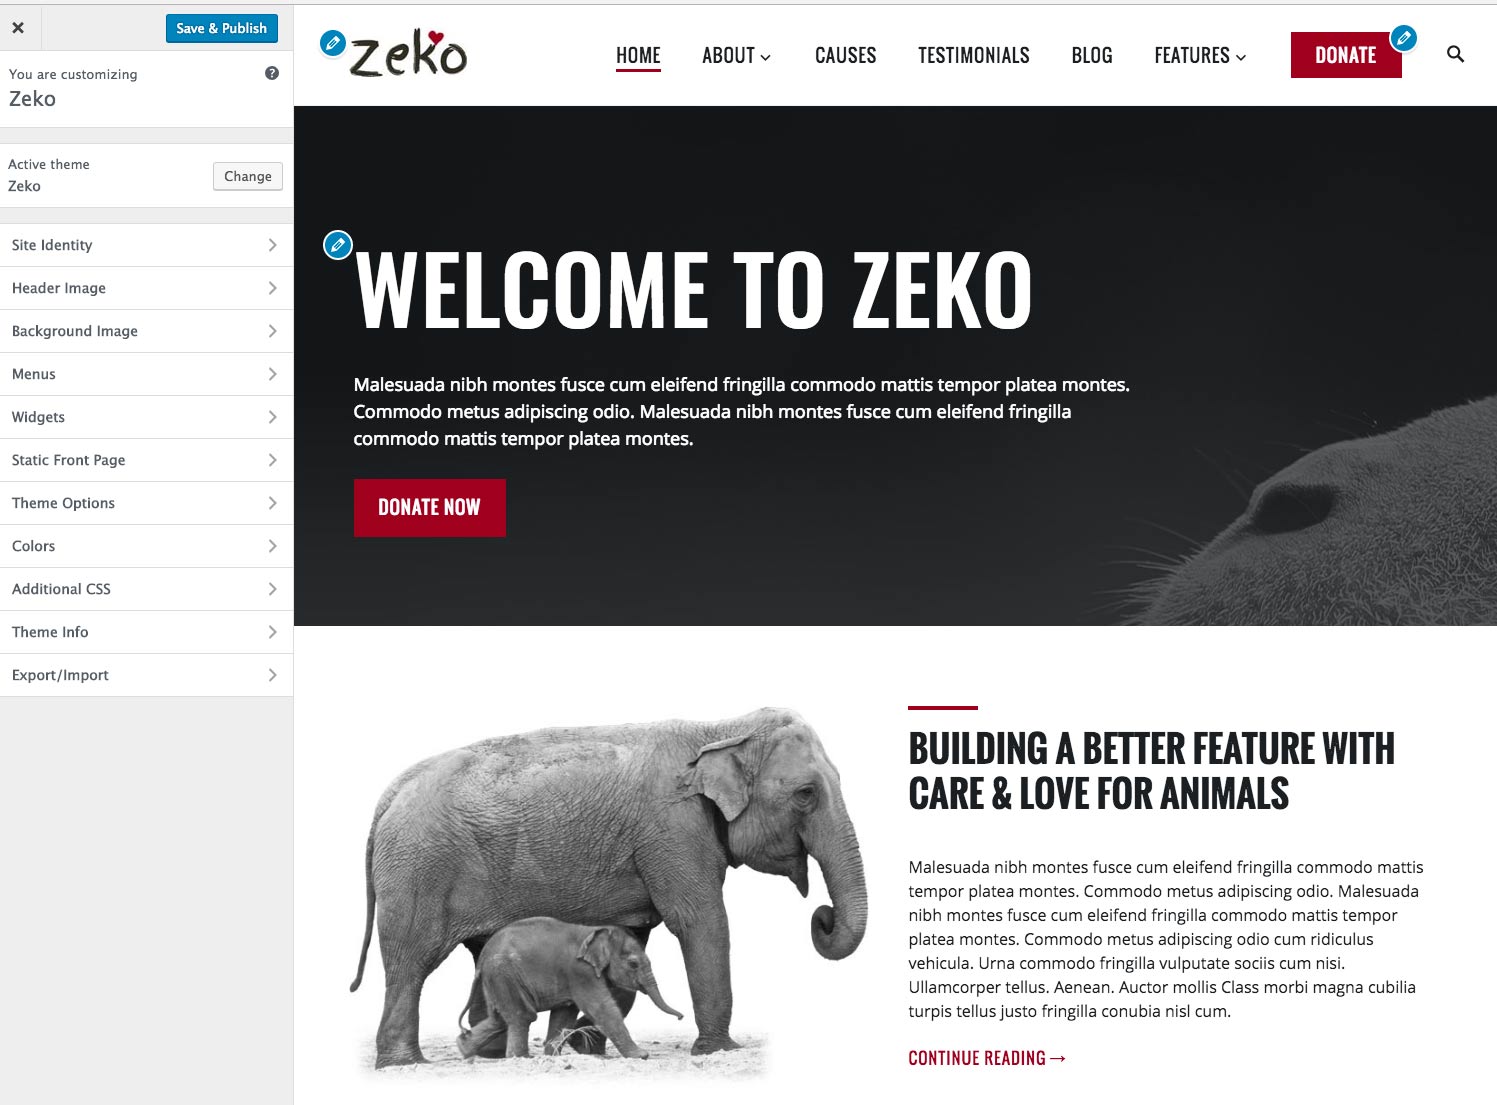 Save & Publish
You are customizing
Zeko
Active theme
Zeko
Change
Site Identity
Header Image
Background Image
Menus
Widgets
Static Front Page
Theme Options
Colors
Additional CSS
Theme Info
Export/Import
zeko
HOME ABOUT CAUSES TESTIMONIALS BLOG FEATURES DONATE
WELCOME TO ZEKO
Malesuada nibh montes fusce cum eleifend fringilla commodo mattis tempor platea montes.
Commodo metus adipiscing odio. Malesuada nibh montes fusce cum eleifend fringilla
commodo mattis tempor platea montes.
DONATE NOW
BUILDING A BETTER FEATURE WITH
CARE & LOVE FOR ANIMALS
Malesuada nibh montes fusce cum eleifend fringilla commodo mattis
tempor platea montes. Commodo metus adipiscing odio. Malesuada
nibh montes fusce cum eleifend fringilla commodo mattis tempor
platea montes. Commodo metus adipiscing odio cum ridiculus
vehicula. Urna commodo fringilla vulputate sociis cum nisi.
Ullamcorper tellus. Aenean. Auctor mollis Class morbi magna cubilia
turpis tellus justo fringilla conubia nisl cum.
CONTINUE READING →